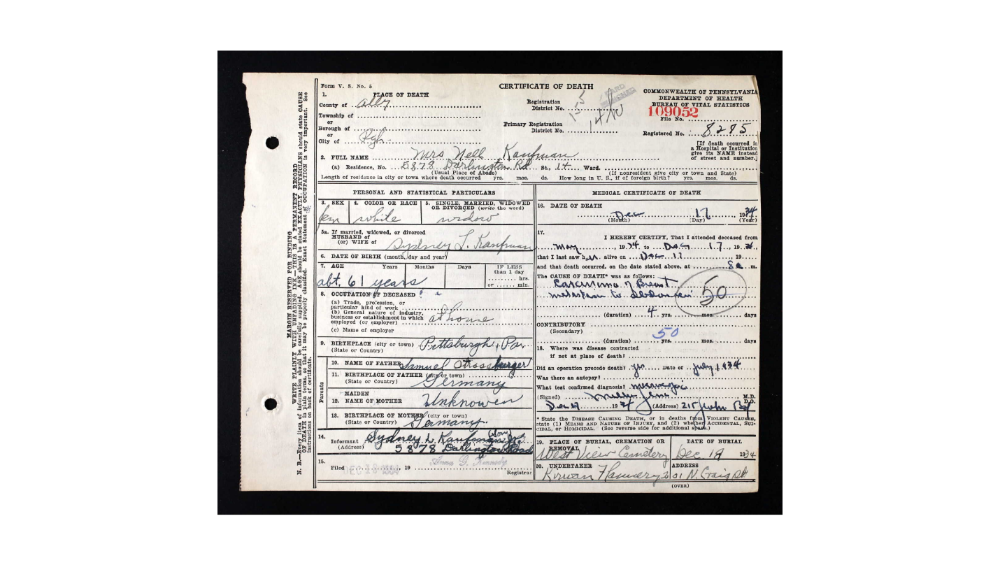 Form V. S. No. 5
CERTIFICATE OF DEATH
COMMONWEALTH OF PENNSYLVANIA
DEPARTMENT OF HEALTH
BUREAU OF VITAL STATISTICS
1. PLACE OF DEATH
County of Ally
Township of
or
Borough of
or
City of Pgh.
Registration
District No.
Primary Registration
District No.
109052
File No.
Registered No. 8285
[If death occurred in
a Hospital or Institution
give its NAME instead
of street and number.]
2. FULL NAME Mrs Nell Kaufman
(a) Residence, No. 5878 Darlington Rd St., 14 Ward.
(Usual Place of Abode) (If nonresident give city or town and State)
Length of residence in city or town where death occurred yrs. mos. ds. How long in U. S., if of foreign birth? yrs. mos. ds.
PERSONAL AND STATISTICAL PARTICULARS
3. SEX 4. COLOR OR RACE 5. SINGLE, MARRIED, WIDOWED
OR DIVORCED (write the word)
fem white widow
5a. If married, widowed, or divorced
HUSBAND of
(or) WIFE of Sydney L. Kaufman
6. DATE OF BIRTH (month, day and year)
7. AGE Years Months Days IF LESS
than 1 day
hrs.
or min.
abt. 61 years
8. OCCUPATION OF DECEASED
(a) Trade, profession, or
particular kind of work
(b) General nature of industry,
business or establishment in which
employed (or employer) at home
(c) Name of employer
9. BIRTHPLACE (city or town) Pittsburgh, Pa.
(State or Country)
Parents
10. NAME OF FATHER Samuel Strassburger
11. BIRTHPLACE OF FATHER (city or town)
(State or Country) Germany
MAIDEN
12. NAME OF MOTHER Unknowen
13. BIRTHPLACE OF MOTHER (city or town)
(State or Country) Germany.
14. Informant Sydney L. Kaufman Jr. (Son)
(Address) 5878 Darlington Road
15.
Filed DEC 18 1934 19 Anna G. Kennedy
Registrar
MEDICAL CERTIFICATE OF DEATH
16. DATE OF DEATH
Dec 17 1934
(Month) (Day) (Year)
17.
I HEREBY CERTIFY, That I attended deceased from
May, 1934 to Dec 17, 1934,
that I last saw her alive on Dec 17 19
and that death occurred, on the date stated above, at 8 m.
The CAUSE OF DEATH* was as follows:
Carcinoma of Breast
to abdomen
50
(duration) 4 yrs. mos. days
CONTRIBUTORY
(Secondary)
50
(duration) yrs. mos. days
18. Where was disease contracted
if not at place of death?
Did an operation precede death? yes Date of July 1934
Was there an autopsy?
What test confirmed diagnosis?
(Signed) M.D.
D.O.
Dec 17 1934 (Address) 215
* State the DISEASE CAUSING DEATH, or in deaths from VIOLENT CAUSES,
state (1) MEANS AND NATURE OF INJURY, and (2) whether ACCIDENTAL, SUI-
CIDAL, or HOMICIDAL. (See reverse side for additional space.)
19. PLACE OF BURIAL, CREMATION OR
REMOVAL DATE OF BURIAL
West View Cemetery Dec 19 1934
20. UNDERTAKER ADDRESS
Kirwan Flannery 201 N. Craig St
(OVER)
MARGIN RESERVED FOR BINDING
WRITE PLAINLY WITH UNFADING INK—THIS IS A PERMANENT RECORD
N. B.—Every item of information should be carefully supplied. AGE should be stated EXACTLY. PHYSICIANS should state CAUSE
OF DEATH in plain terms, so that it may be properly classified. Exact Statement of OCCUPATION is very important. See
instructions on back of certificate.